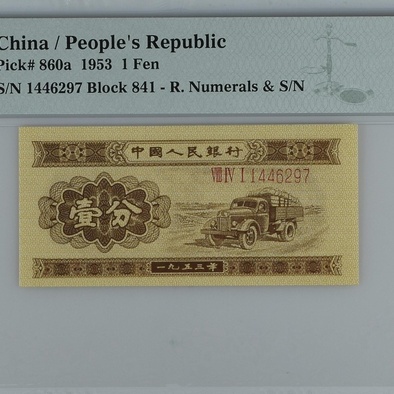 China / People's Republic
Pick# 860a 1953 1 Fen
S/N 1446297 Block 841 - R. Numerals & S/N
中國人民銀行
VIII IV I 1446297
壹分
一九五三年